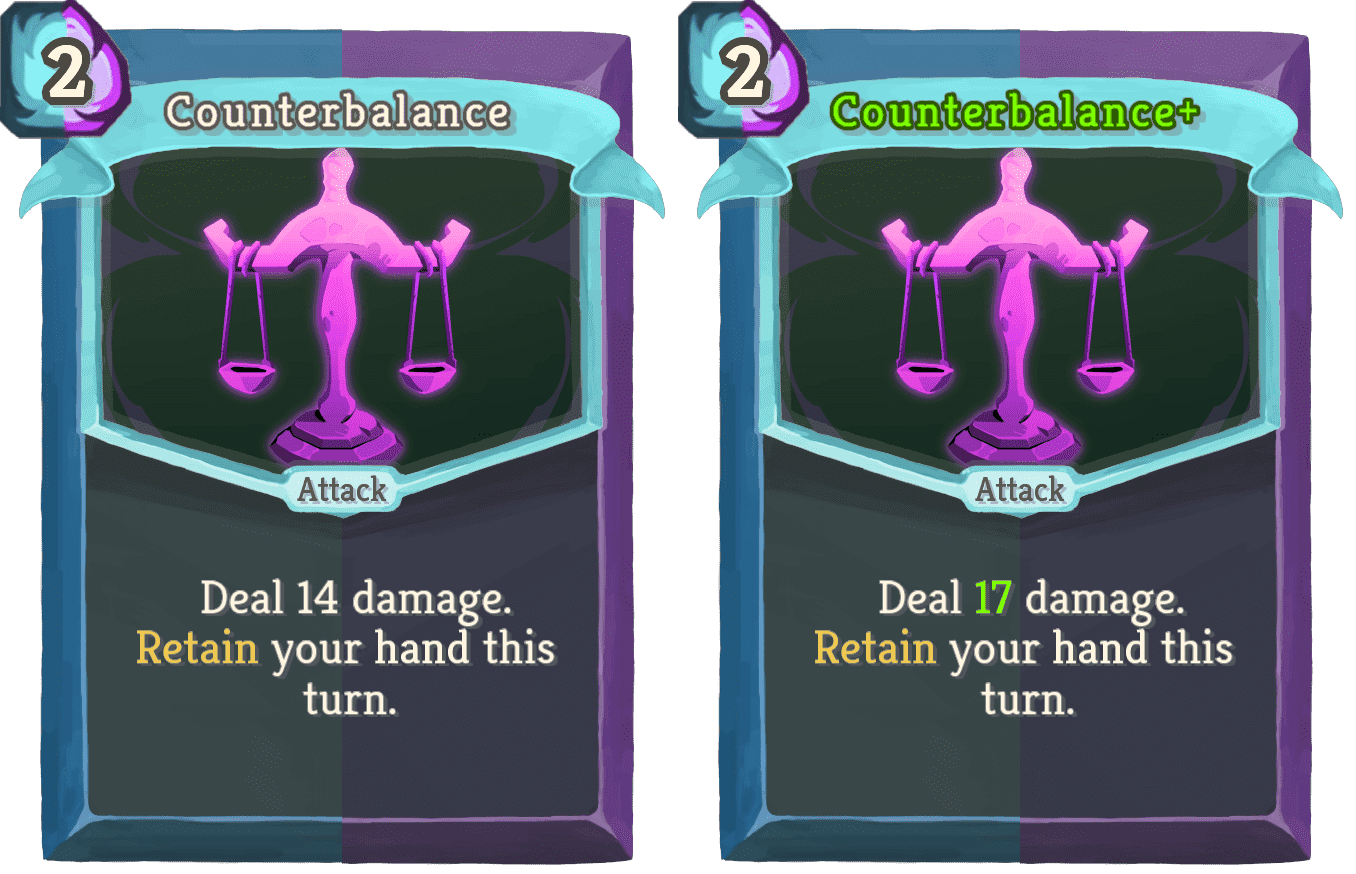 2
Counterbalance
Attack
Deal 14 damage.
Retain your hand this
turn.
2
Counterbalance+
Attack
Deal 17 damage.
Retain your hand this
turn.